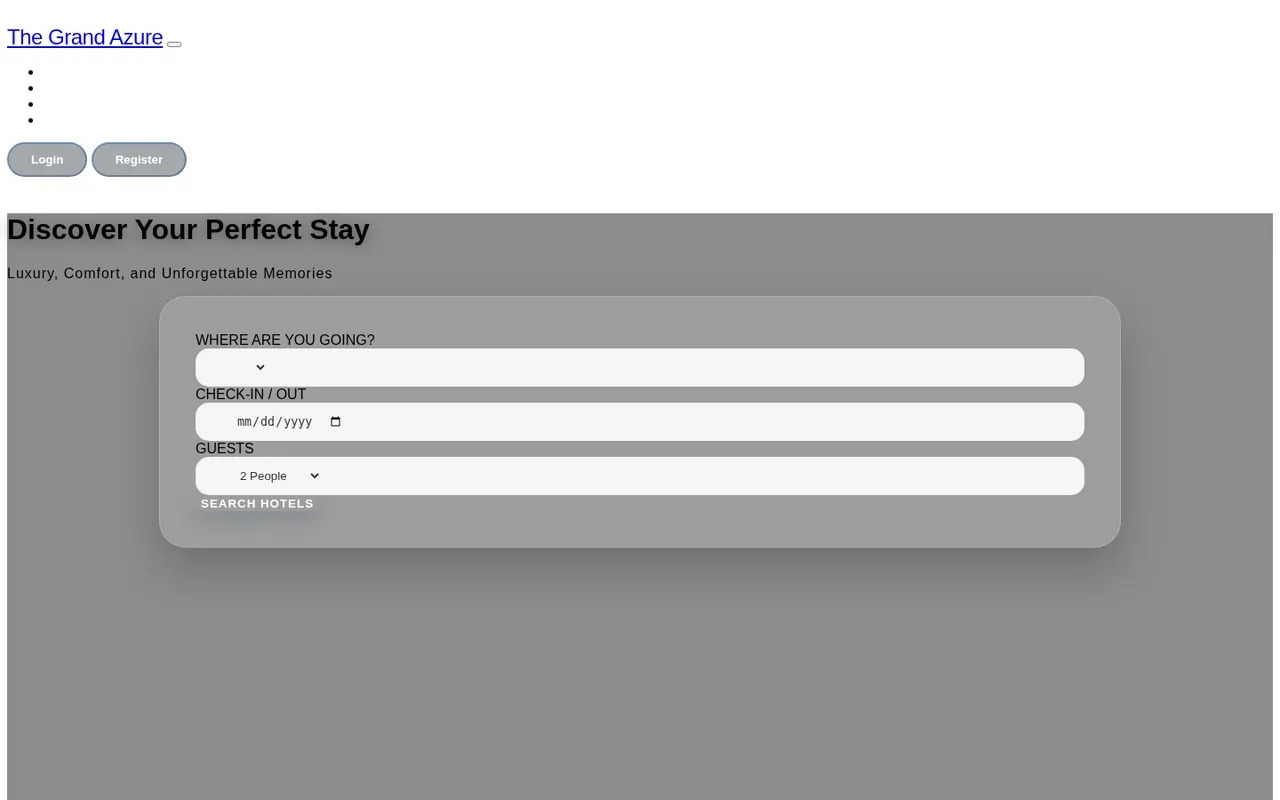 The Grand Azure
Login Register
Discover Your Perfect Stay
Luxury, Comfort, and Unforgettable Memories
WHERE ARE YOU GOING?
CHECK-IN / OUT
mm/dd/yyyy
GUESTS
2 People
SEARCH HOTELS